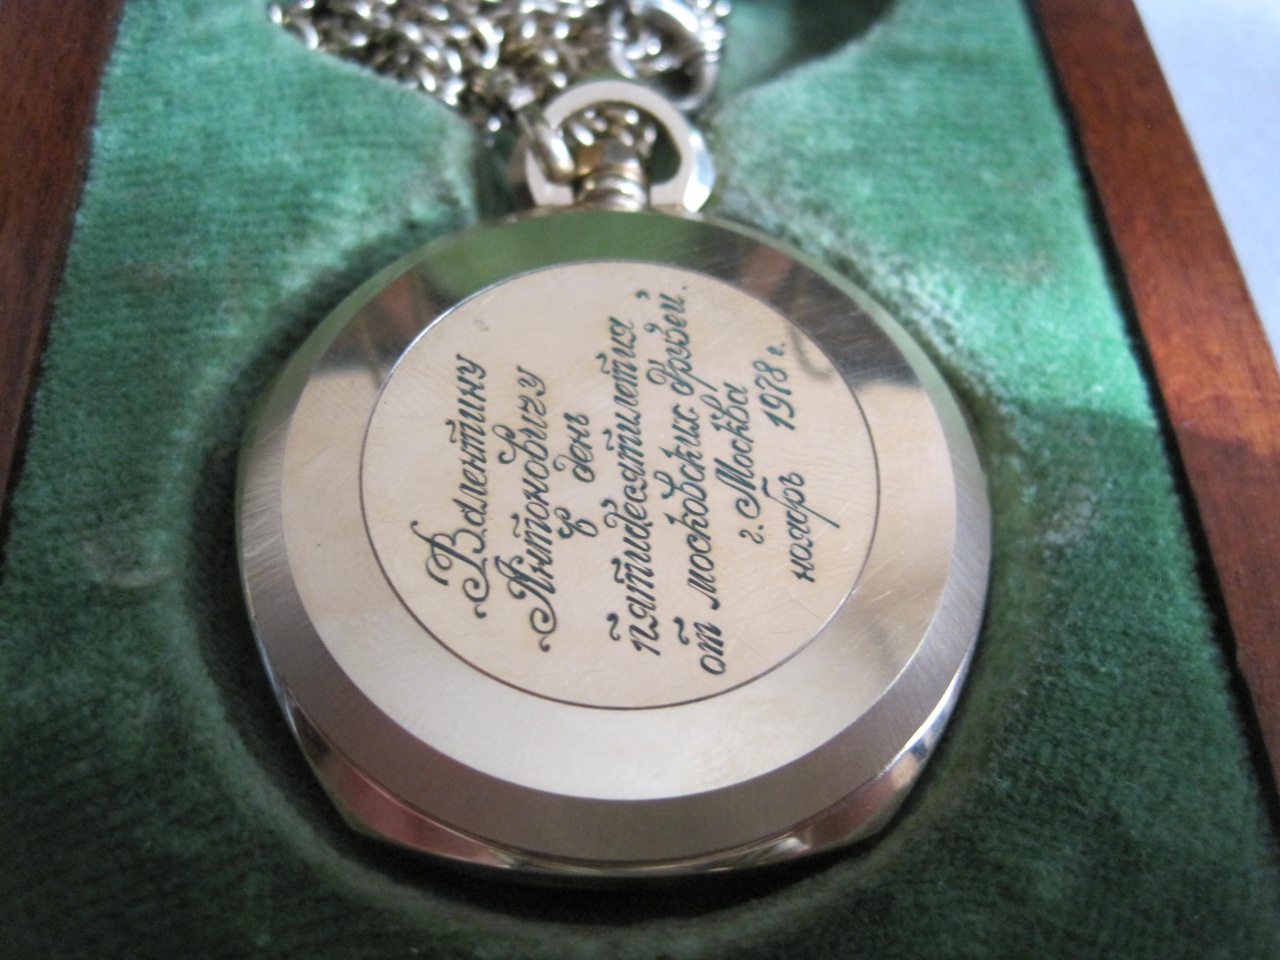 Валентину
Антоновичу
в день
пятидесятилетия
от московских друзей.
г. Москва
ноябрь 1978 г.